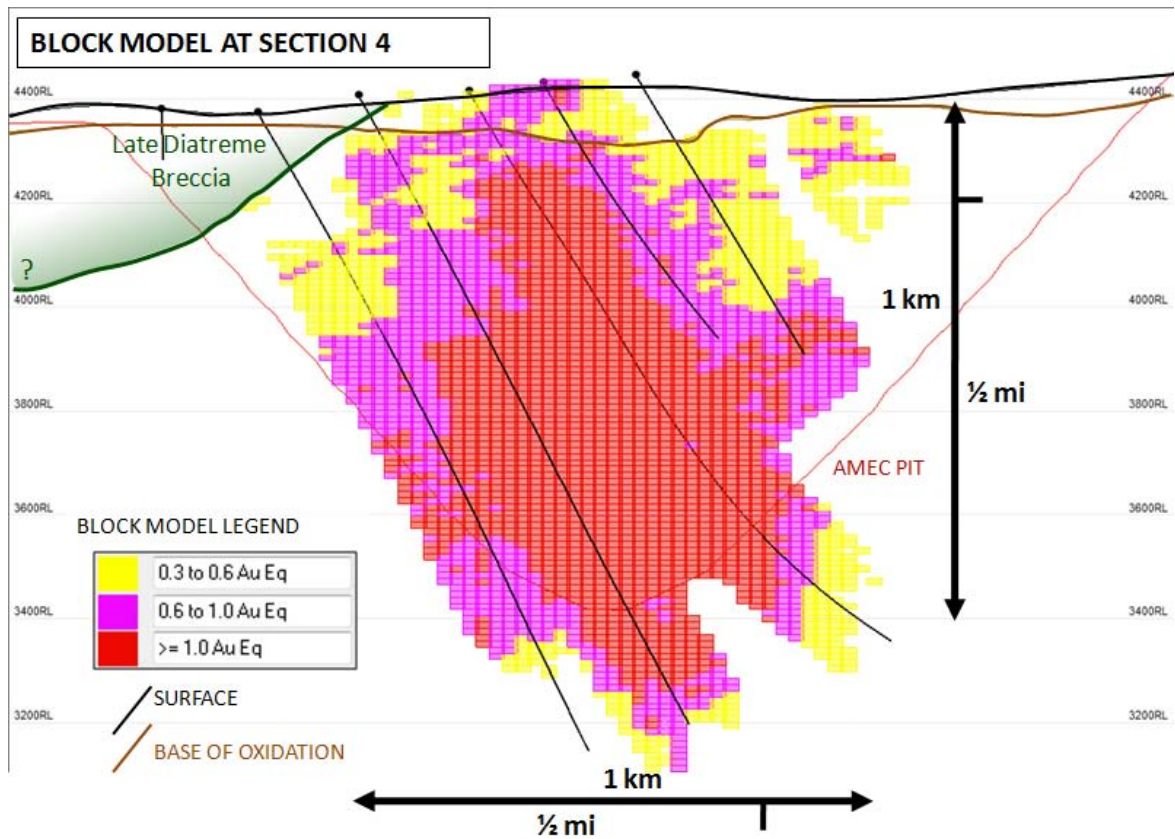 BLOCK MODEL AT SECTION 4
4400RL
4400RL
Late Diatreme
Breccia
4200RL
4200RL
?
4000RL
4000RL
1 km
3800RL
3800RL
½ mi
AMEC PIT
3600RL
3600RL
BLOCK MODEL LEGEND
0.3 to 0.6 Au Eq
0.6 to 1.0 Au Eq
>= 1.0 Au Eq
3400RL
3400RL
SURFACE
3200RL
3200RL
BASE OF OXIDATION
1 km
½ mi